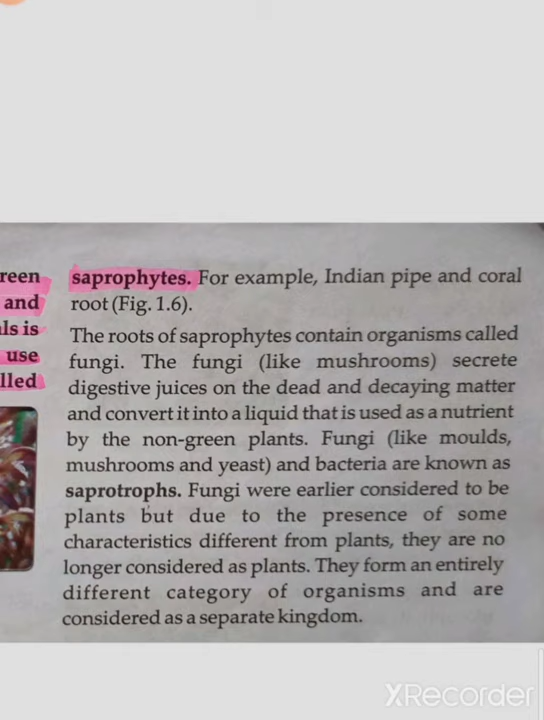 reen
and
ls is
use
lled
saprophytes. For example, Indian pipe and coral
root (Fig. 1.6).
The roots of saprophytes contain organisms called
fungi. The fungi (like mushrooms) secrete
digestive juices on the dead and decaying matter
and convert it into a liquid that is used as a nutrient
by the non-green plants. Fungi (like moulds,
mushrooms and yeast) and bacteria are known as
saprotrophs. Fungi were earlier considered to be
plants but due to the presence of some
characteristics different from plants, they are no
longer considered as plants. They form an entirely
different category of organisms and are
considered as a separate kingdom.
XRecorder